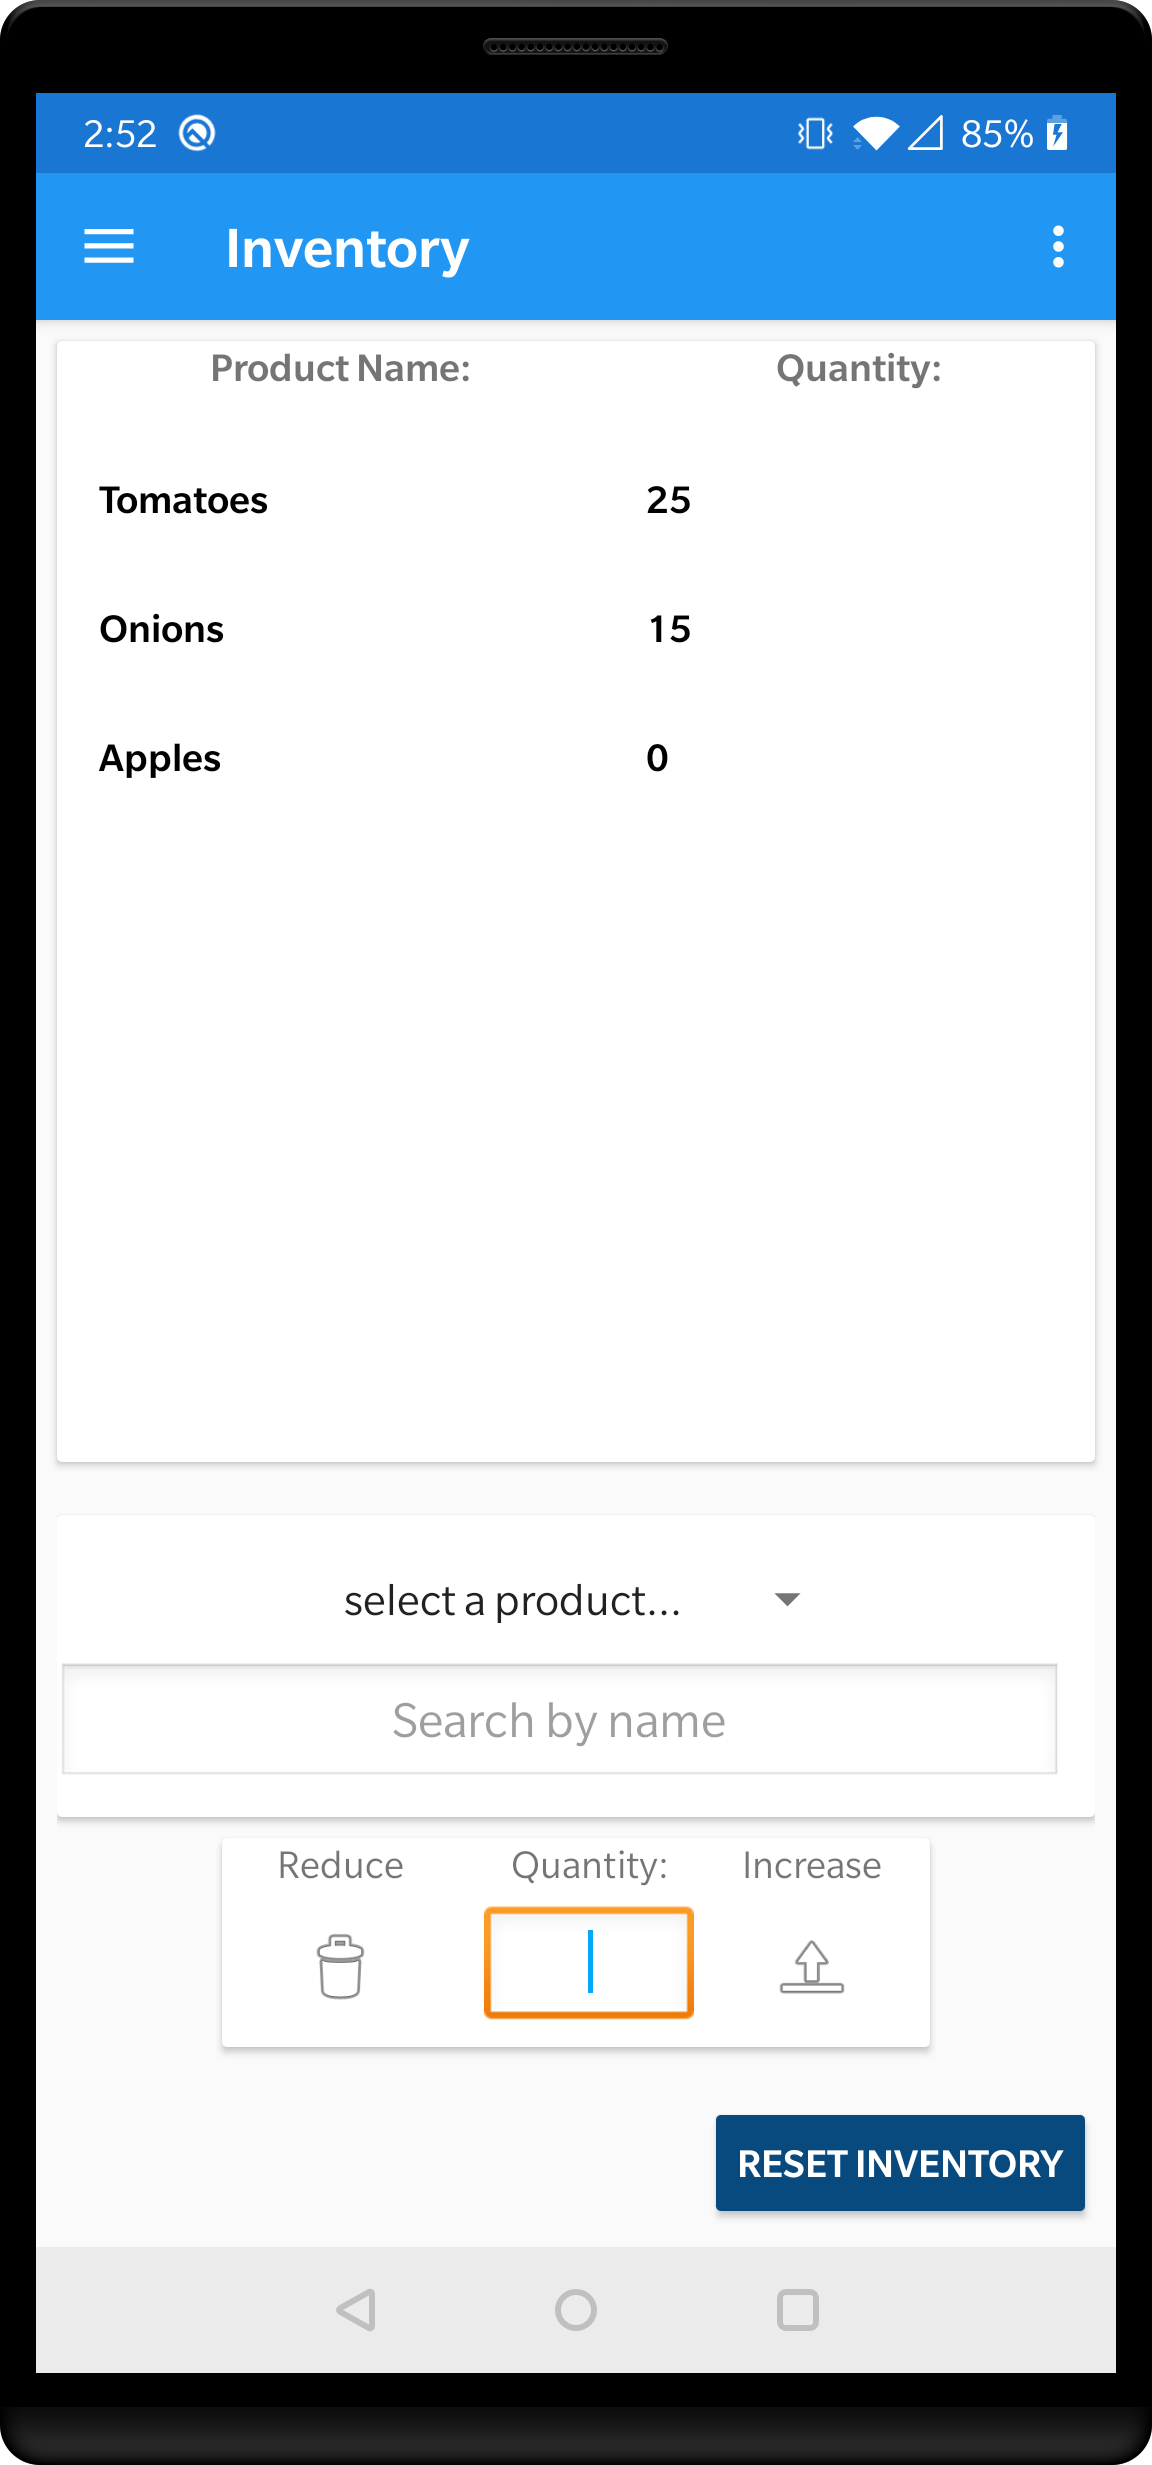 2:52 85%
Inventory
Product Name: Quantity:
Tomatoes 25
Onions 15
Apples 0
select a product...
Search by name
Reduce Quantity: Increase
RESET INVENTORY